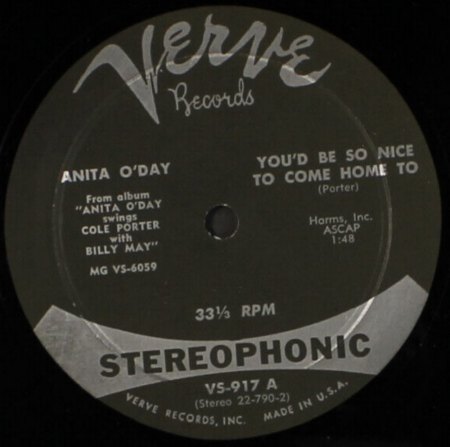 Verve
Records
ANITA O'DAY
From album
"ANITA O'DAY
swings
COLE PORTER
with
BILLY MAY"
MG VS-6059
YOU'D BE SO NICE
TO COME HOME TO
(Porter)
Horms, Inc.
ASCAP
1:48
33⅓ RPM
STEREOPHONIC
VS-917 A
(Stereo 22-790-2)
VERVE RECORDS, INC. MADE IN U.S.A.